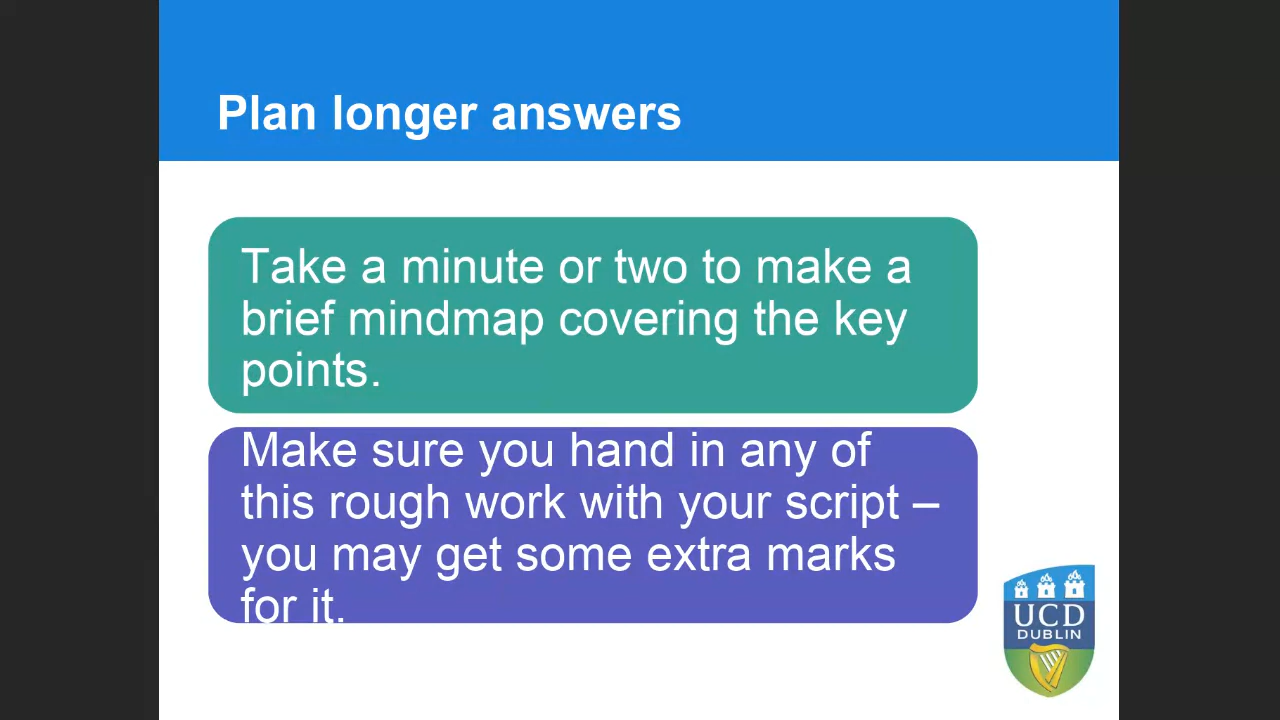 Plan longer answers
Take a minute or two to make a
brief mindmap covering the key
points.
Make sure you hand in any of
this rough work with your script –
you may get some extra marks
for it.
UCD
DUBLIN